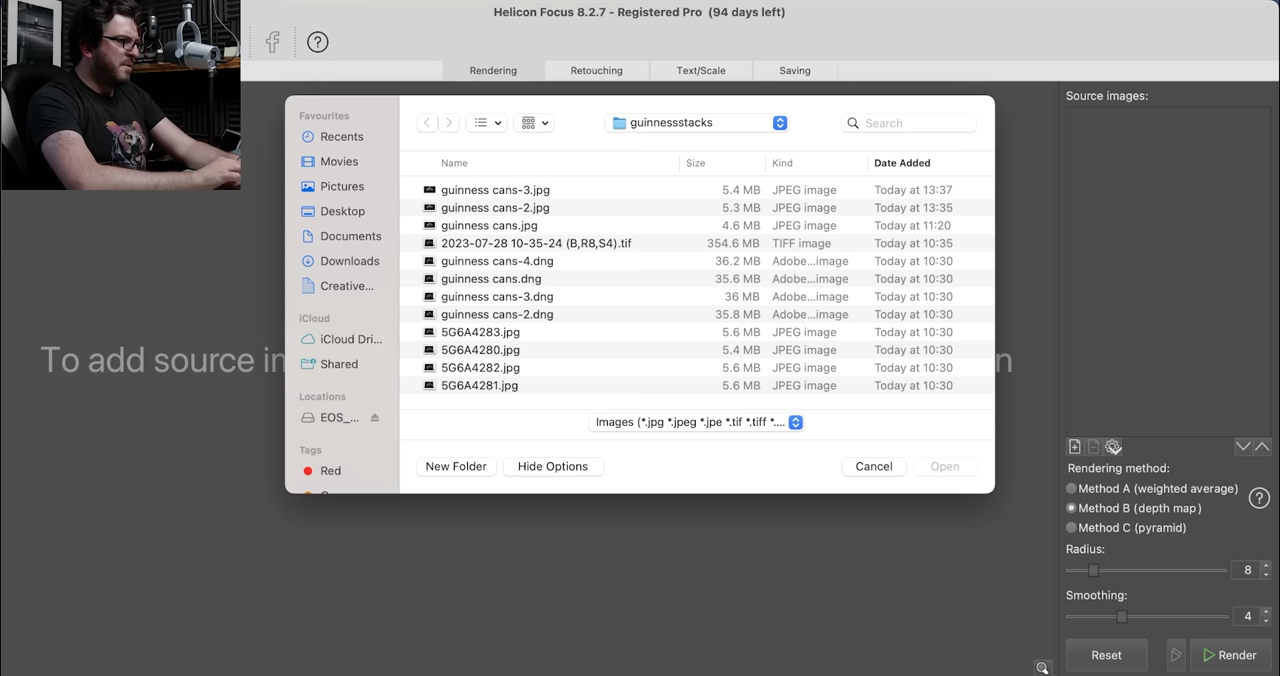 Helicon Focus 8.2.7 - Registered Pro (94 days left)
Rendering
Retouching
Text/Scale
Saving
Source images:
Favourites
Recents
Movies
Pictures
Desktop
Documents
Downloads
Creative...
iCloud
iCloud Dri...
Shared
Locations
EOS_...
Tags
Red
guinnessstacks
Search
Name Size Kind Date Added
guinness cans-3.jpg 5.4 MB JPEG image Today at 13:37
guinness cans-2.jpg 5.3 MB JPEG image Today at 13:35
guinness cans.jpg 4.6 MB JPEG image Today at 11:20
2023-07-28 10-35-24 (B,R8,S4).tif 354.6 MB TIFF image Today at 10:35
guinness cans-4.dng 36.2 MB Adobe...image Today at 10:30
guinness cans.dng 35.6 MB Adobe...image Today at 10:30
guinness cans-3.dng 36 MB Adobe...image Today at 10:30
guinness cans-2.dng 35.8 MB Adobe...image Today at 10:30
5G6A4283.jpg 5.6 MB JPEG image Today at 10:30
5G6A4280.jpg 5.4 MB JPEG image Today at 10:30
5G6A4282.jpg 5.6 MB JPEG image Today at 10:30
5G6A4281.jpg 5.6 MB JPEG image Today at 10:30
Images (*.jpg *.jpeg *.jpe *.tif *.tiff *....
New Folder
Hide Options
Cancel
Open
To add source
Rendering method:
Method A (weighted average)
Method B (depth map)
Method C (pyramid)
Radius:
8
Smoothing:
4
Reset
Render